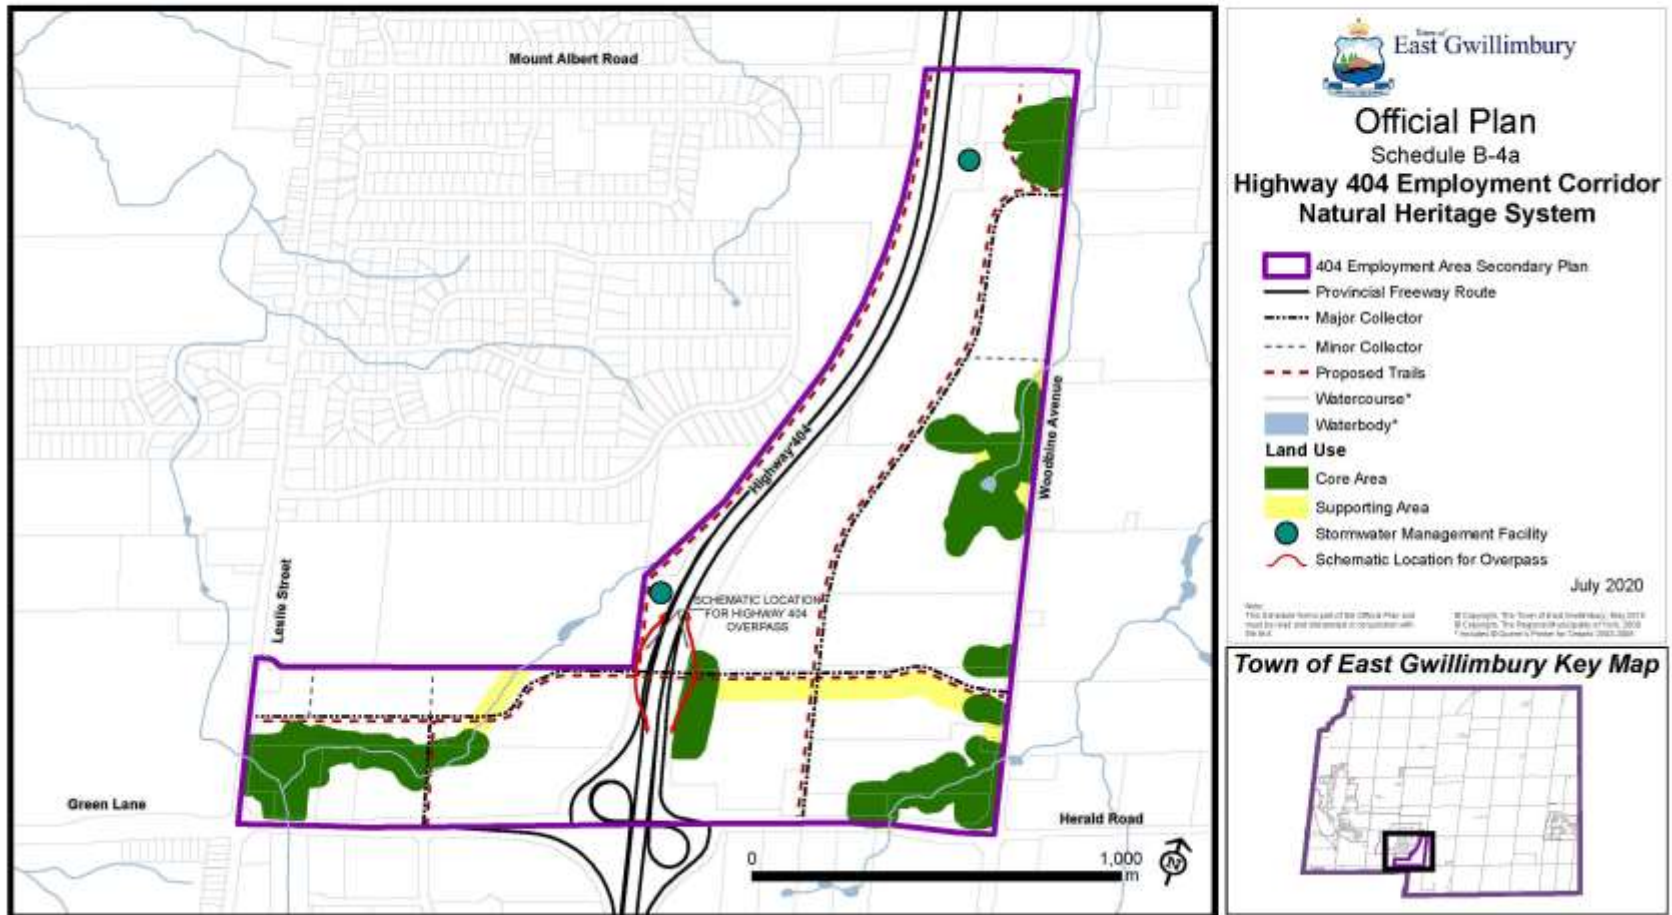 Mount Albert Road
Highway 404
Woodbine Avenue
Leslie Street
SCHEMATIC LOCATION
FOR HIGHWAY 404
OVERPASS
Green Lane
Herald Road
0
1,000
m
N
Town of
East Gwillimbury
Official Plan
Schedule B-4a
Highway 404 Employment Corridor
Natural Heritage System
404 Employment Area Secondary Plan
Provincial Freeway Route
Major Collector
Minor Collector
Proposed Trails
Watercourse*
Waterbody*
Land Use
Core Area
Supporting Area
Stormwater Management Facility
Schematic Location for Overpass
July 2020
Town of East Gwillimbury Key Map